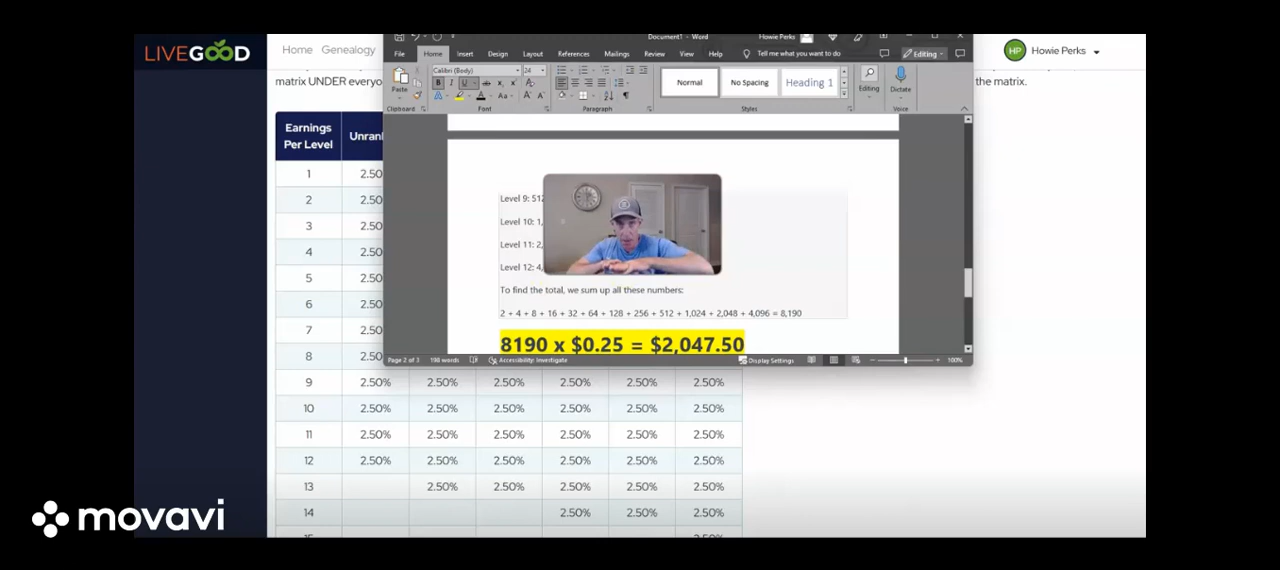 LIVEGOOD
Home Genealogy
Howie Perks
matrix UNDER everyo
the matrix.
Document1 - Word
Howie Perks
File Home Insert Design Layout References Mailings Review View Help Tell me what you want to do
Editing
Paste
Calibri (Body) 24
Normal No Spacing Heading 1
Editing
Dictate
Clipboard Font Paragraph Styles Voice
Earnings
Per Level
Unran
1 2.50
2 2.50
3 2.50
4 2.50
5 2.50
6 2.50
7 2.50
8 2.50
Level 9: 512
Level 10: 1,
Level 11: 2,
Level 12: 4,
To find the total, we sum up all these numbers:
2 + 4 + 8 + 16 + 32 + 64 + 128 + 256 + 512 + 1,024 + 2,048 + 4,096 = 8,190
8190 x $0.25 = $2,047.50
Page 2 of 3 198 words Accessibility: Investigate Display Settings 100%
9 2.50% 2.50% 2.50% 2.50% 2.50% 2.50%
10 2.50% 2.50% 2.50% 2.50% 2.50% 2.50%
11 2.50% 2.50% 2.50% 2.50% 2.50% 2.50%
12 2.50% 2.50% 2.50% 2.50% 2.50% 2.50%
13 2.50% 2.50% 2.50% 2.50% 2.50%
14 2.50% 2.50% 2.50%
movavi